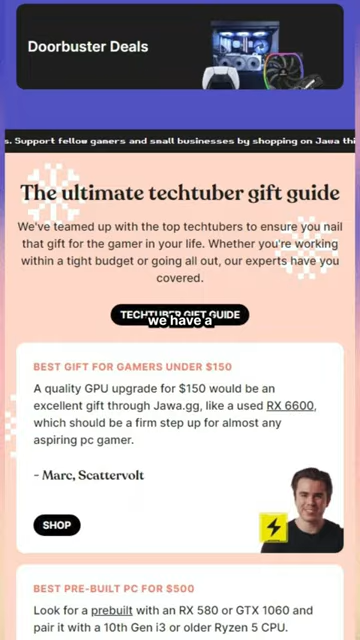 Doorbuster Deals
s. Support fellow gamers and small businesses by shopping on Jawa thi
The ultimate techtuber gift guide
We've teamed up with the top techtubers to ensure you nail
that gift for the gamer in your life. Whether you're working
within a tight budget or going all out, our experts have you
covered.
TECHTUBER GIFT GUIDE
we have a
BEST GIFT FOR GAMERS UNDER $150
A quality GPU upgrade for $150 would be an
excellent gift through Jawa.gg, like a used RX 6600,
which should be a firm step up for almost any
aspiring pc gamer.
- Marc, Scattervolt
SHOP
BEST PRE-BUILT PC FOR $500
Look for a prebuilt with an RX 580 or GTX 1060 and
pair it with a 10th Gen i3 or older Ryzen 5 CPU.